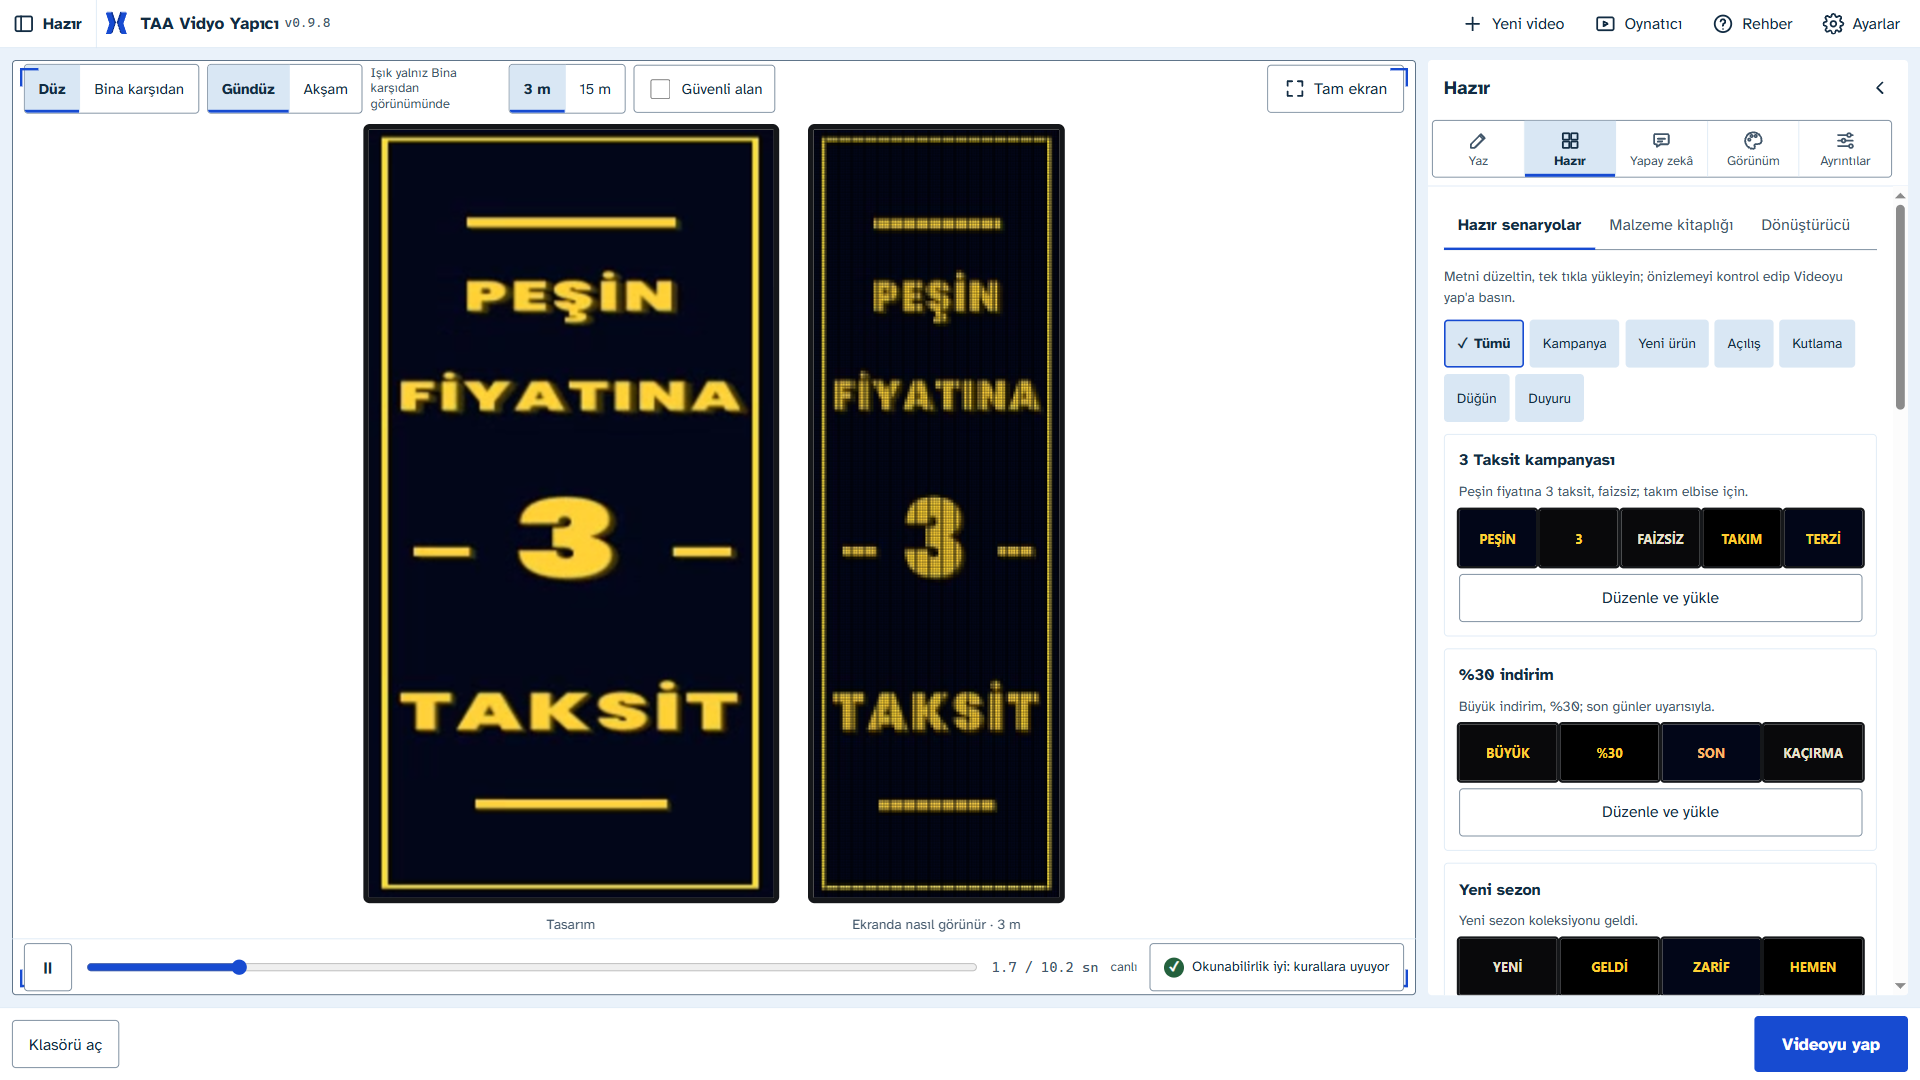 Hazır
TAA Vidyo Yapıcı v0.9.8
Yeni video
Oynatıcı
Rehber
Ayarlar
Düz
Bina karşıdan
Gündüz
Akşam
Işık yalnız Bina
karşıdan
görünümünde
3 m
15 m
Güvenli alan
Tam ekran
PEŞİN
FİYATINA
3
TAKSİT
PEŞİN
FİYATINA
3
TAKSİT
Tasarım
Ekranda nasıl görünür · 3 m
1.7 / 10.2 sn canlı
Okunabilirlik iyi: kurallara uyuyor
Hazır
Yaz
Hazır
Yapay zekâ
Görünüm
Ayrıntılar
Hazır senaryolar
Malzeme kitaplığı
Dönüştürücü
Metni düzeltin, tek tıkla yükleyin; önizlemeyi kontrol edip Videoyu
yap'a basın.
✓ Tümü
Kampanya
Yeni ürün
Açılış
Kutlama
Düğün
Duyuru
3 Taksit kampanyası
Peşin fiyatına 3 taksit, faizsiz; takım elbise için.
PEŞİN
3
FAİZSİZ
TAKIM
TERZİ
Düzenle ve yükle
%30 indirim
Büyük indirim, %30; son günler uyarısıyla.
BÜYÜK
%30
SON
KAÇIRMA
Düzenle ve yükle
Yeni sezon
Yeni sezon koleksiyonu geldi.
YENİ
GELDİ
ZARİF
HEMEN
Klasörü aç
Videoyu yap